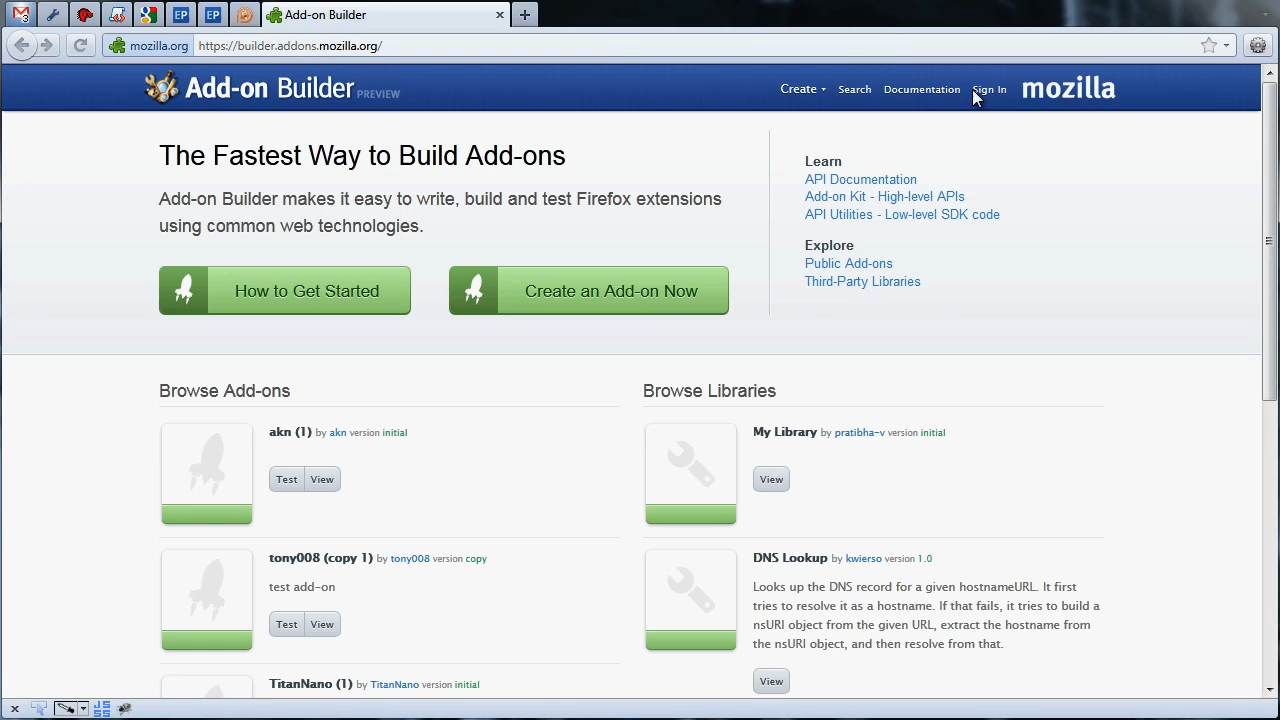 Add-on Builder
mozilla.org
https://builder.addons.mozilla.org/
Add-on Builder PREVIEW
Create
Search
Documentation
Sign In
mozilla
The Fastest Way to Build Add-ons
Add-on Builder makes it easy to write, build and test Firefox extensions
using common web technologies.
How to Get Started
Create an Add-on Now
Learn
API Documentation
Add-on Kit - High-level APIs
API Utilities - Low-level SDK code
Explore
Public Add-ons
Third-Party Libraries
Browse Add-ons
akn (1) by akn version initial
Test
View
tony008 (copy 1) by tony008 version copy
test add-on
Test
View
TitanNano (1) by TitanNano version initial
Browse Libraries
My Library by pratibha-v version initial
View
DNS Lookup by kwierso version 1.0
Looks up the DNS record for a given hostnameURL. It first
tries to resolve it as a hostname. If that fails, it tries to build a
nsURI object from the given URL, extract the hostname from
the nsURI object, and then resolve from that.
View
EP
EP